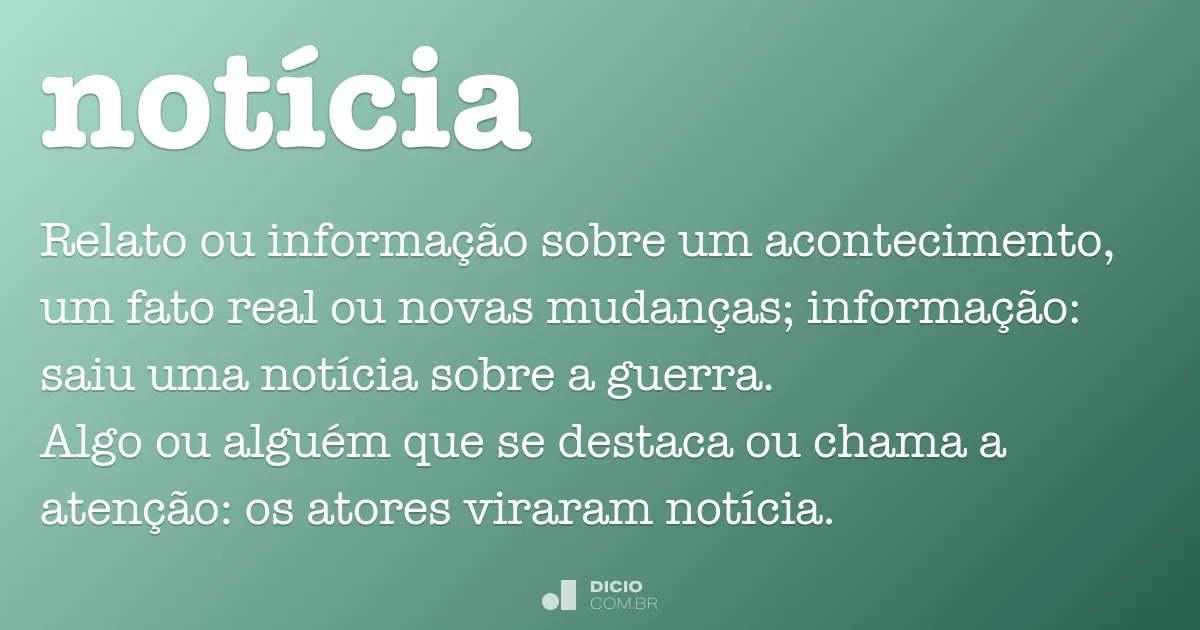 notícia
Relato ou informação sobre um acontecimento,
um fato real ou novas mudanças; informação:
saiu uma notícia sobre a guerra.
Algo ou alguém que se destaca ou chama a
atenção: os atores viraram notícia.
DICIO
.COM.BR